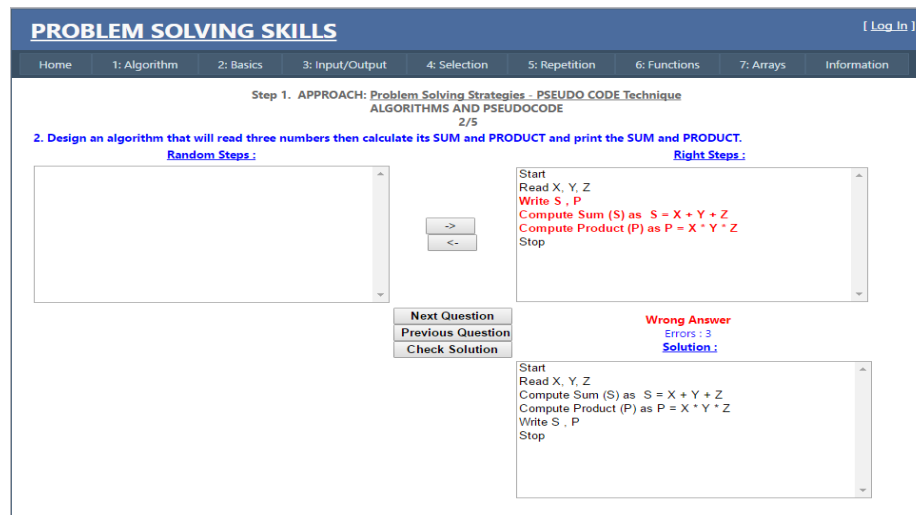 PROBLEM SOLVING SKILLS
[ Log In ]
Home 1: Algorithm 2: Basics 3: Input/Output 4: Selection 5: Repetition 6: Functions 7: Arrays Information
Step 1. APPROACH: Problem Solving Strategies - PSEUDO CODE Technique
ALGORITHMS AND PSEUDOCODE
2/5
2. Design an algorithm that will read three numbers then calculate its SUM and PRODUCT and print the SUM and PRODUCT.
Random Steps :
Right Steps :
Start
Read X, Y, Z
Write S , P
Compute Sum (S) as S = X + Y + Z
Compute Product (P) as P = X * Y * Z
Stop
->
<-
Next Question
Previous Question
Check Solution
Wrong Answer
Errors : 3
Solution :
Start
Read X, Y, Z
Compute Sum (S) as S = X + Y + Z
Compute Product (P) as P = X * Y * Z
Write S , P
Stop